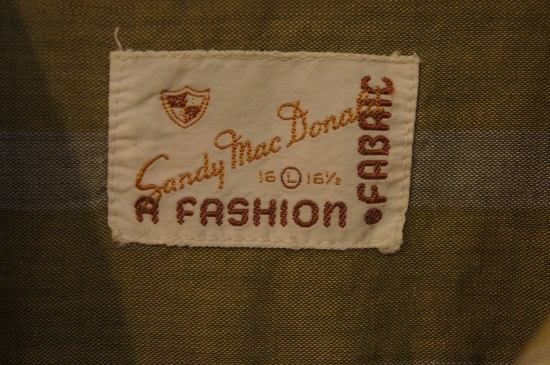 Sandy Mac Donald
16 L 16½
A FASHION
FABRIC